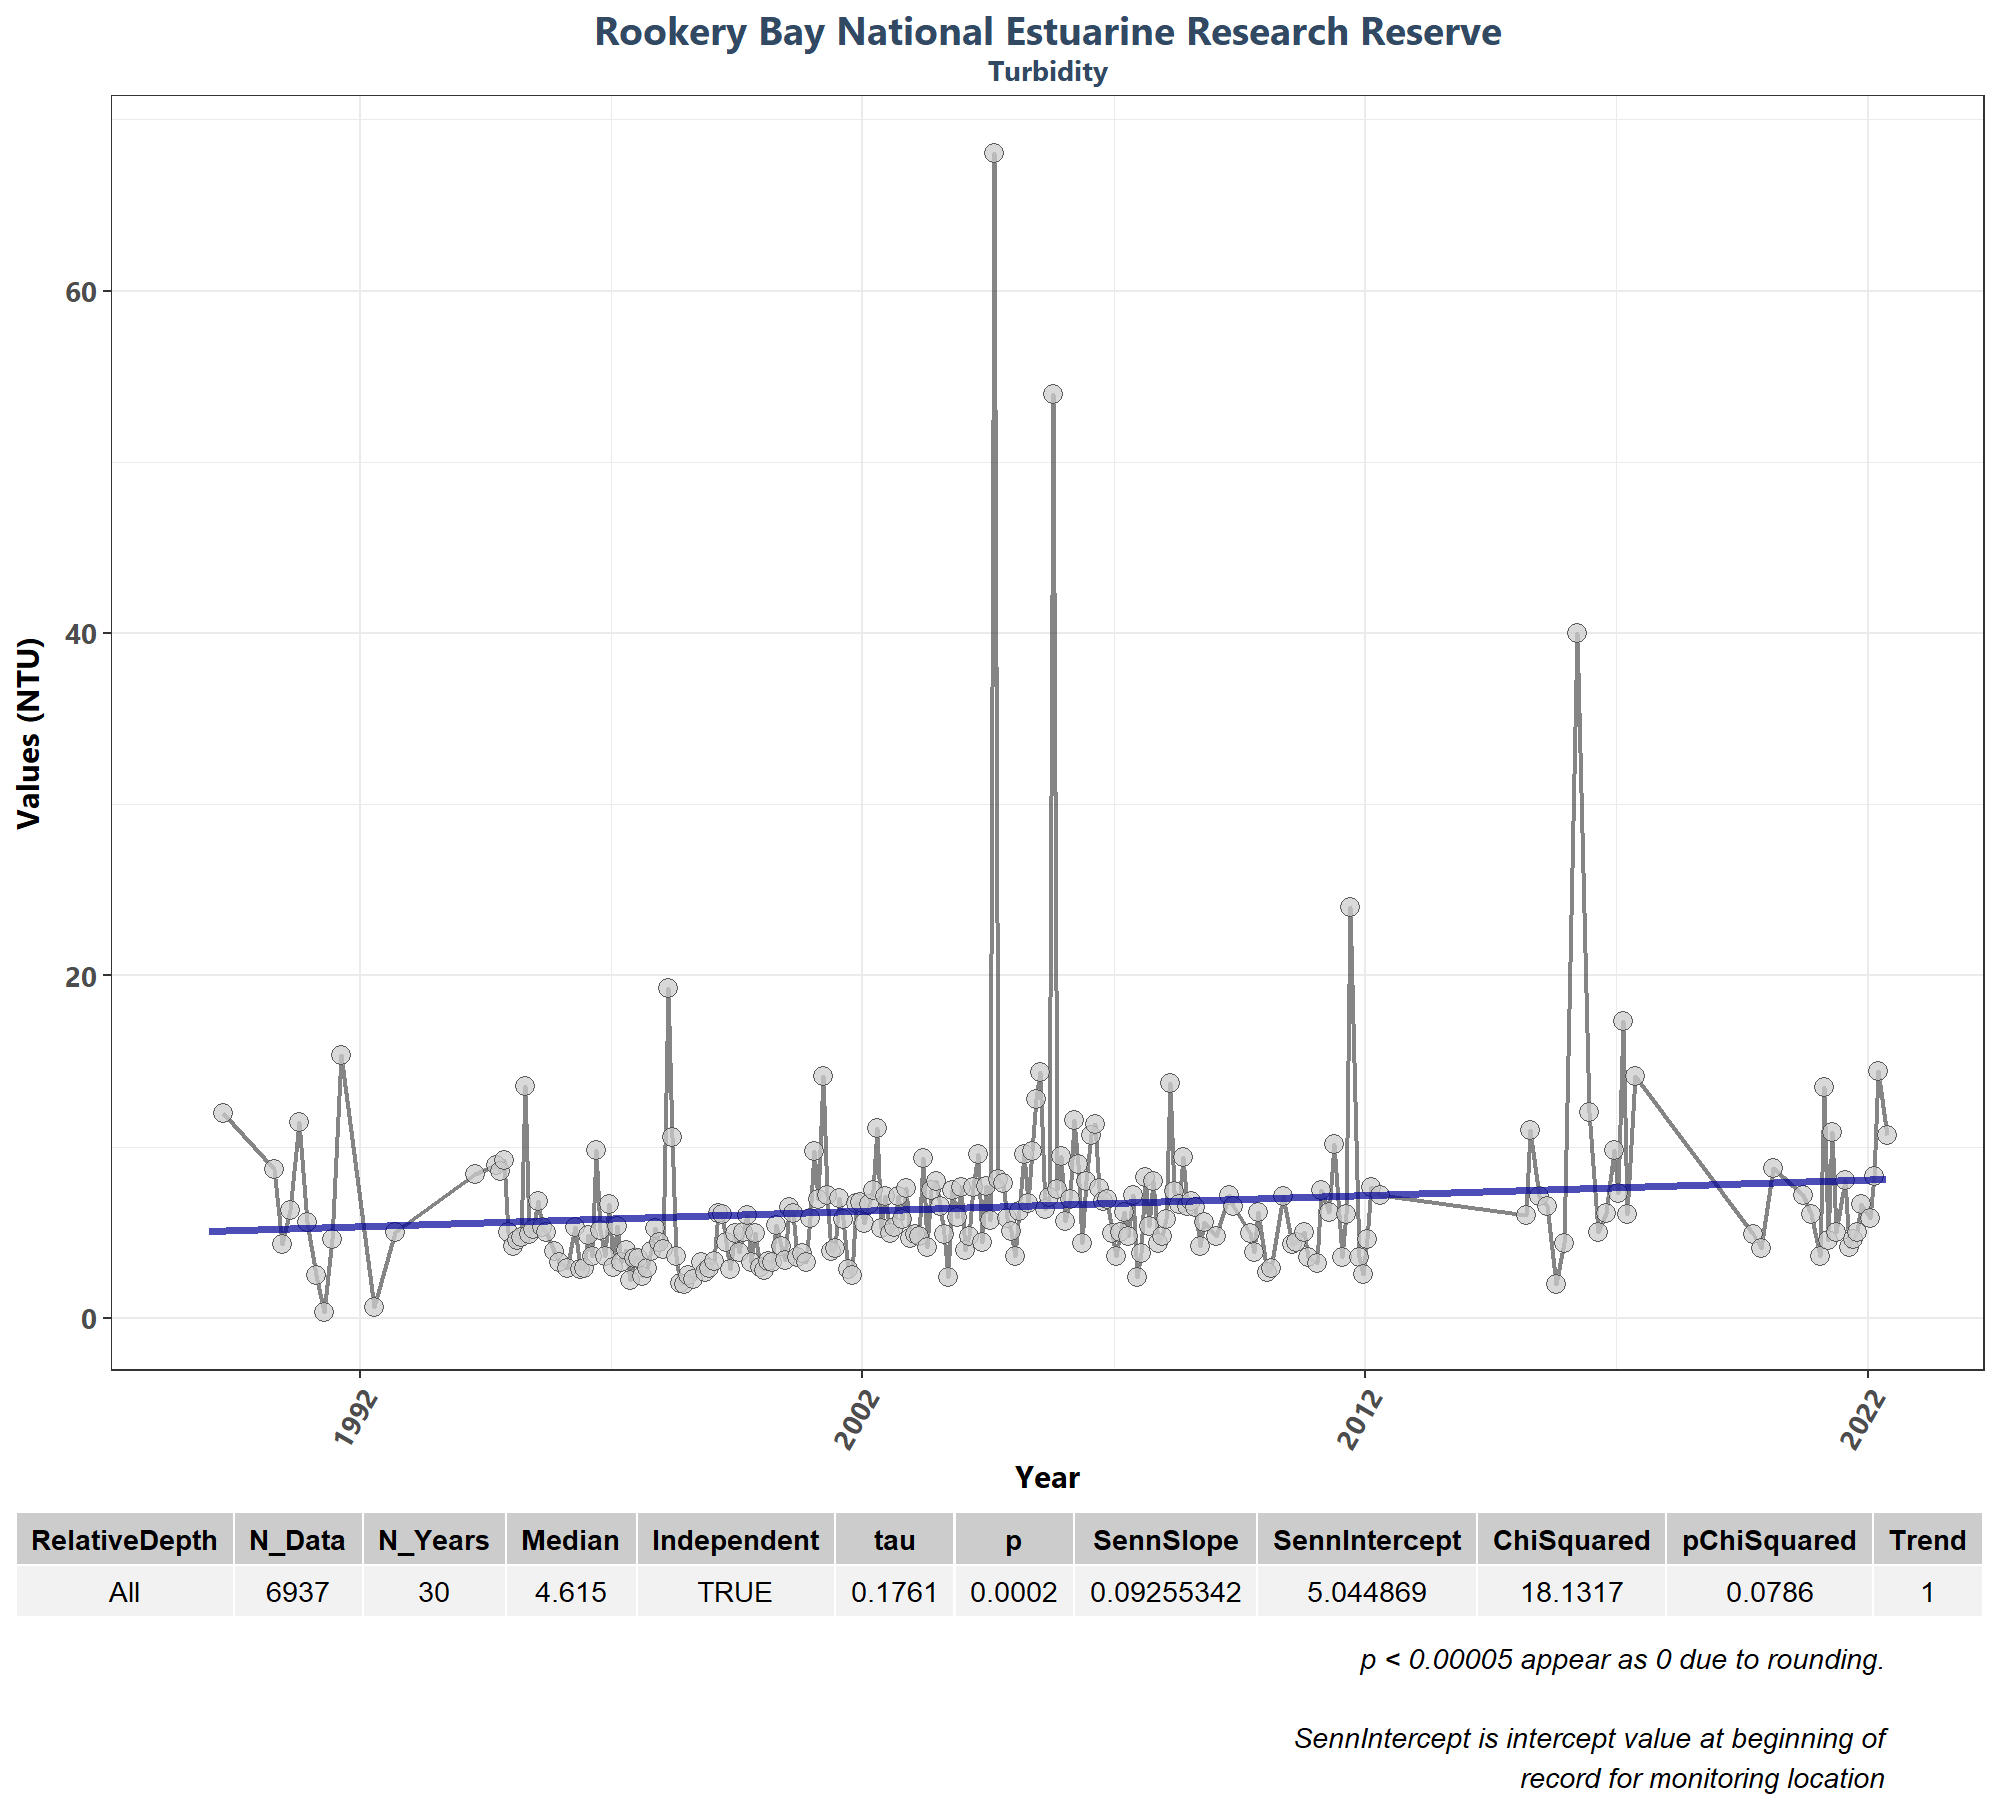 Rookery Bay National Estuarine Research Reserve
Turbidity
Values (NTU)
60
40
20
0
1992
2002
2012
2022
Year
RelativeDepth N_Data N_Years Median Independent tau p SennSlope SennIntercept ChiSquared pChiSquared Trend
All 6937 30 4.615 TRUE 0.1761 0.0002 0.09255342 5.044869 18.1317 0.0786 1
p < 0.00005 appear as 0 due to rounding.
SennIntercept is intercept value at beginning of
record for monitoring location